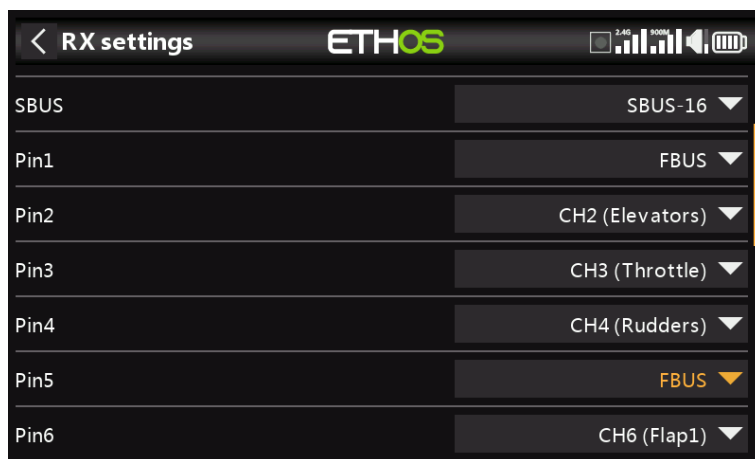 RX settings ETHOS 2.4G 900M
SBUS SBUS-16
Pin1 FBUS
Pin2 CH2 (Elevators)
Pin3 CH3 (Throttle)
Pin4 CH4 (Rudders)
Pin5 FBUS
Pin6 CH6 (Flap1)